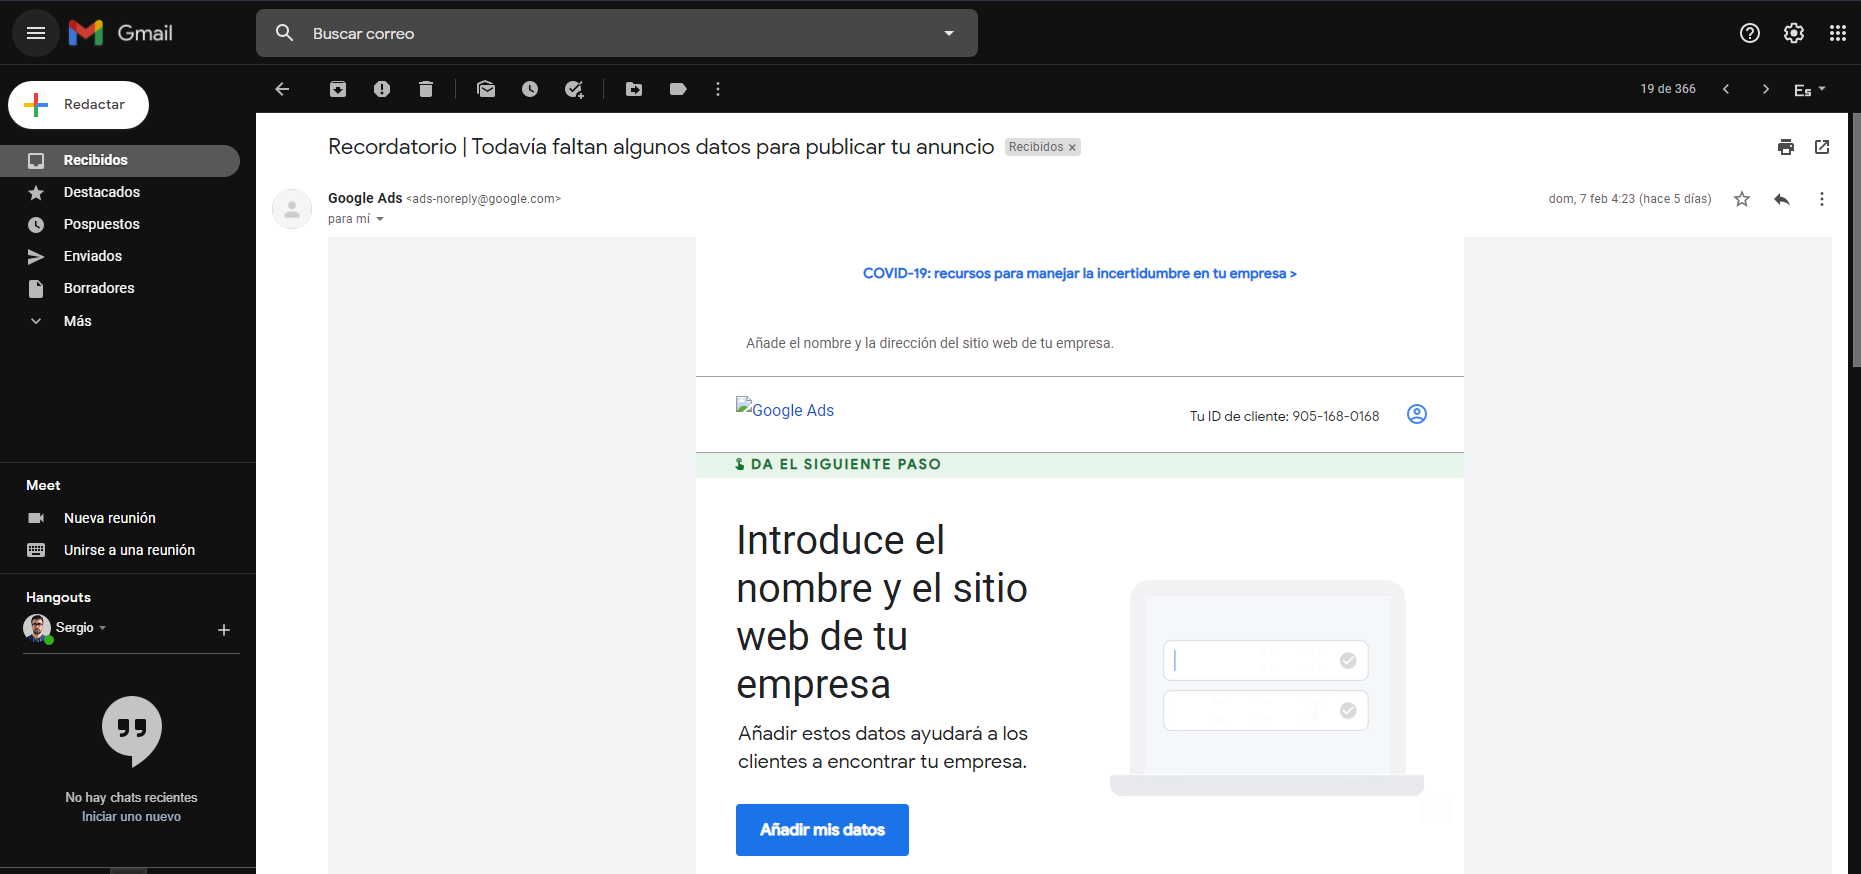 Gmail
Buscar correo
Redactar
19 de 366
Es
Recibidos
Destacados
Pospuestos
Enviados
Borradores
Más
Meet
Nueva reunión
Unirse a una reunión
Hangouts
Sergio
No hay chats recientes
Iniciar uno nuevo
Recordatorio | Todavía faltan algunos datos para publicar tu anuncio
Recibidos ×
Google Ads <ads-noreply@google.com>
dom, 7 feb 4:23 (hace 5 días)
para mí
COVID-19: recursos para manejar la incertidumbre en tu empresa >
Añade el nombre y la dirección del sitio web de tu empresa.
Google Ads
Tu ID de cliente: 905-168-0168
DA EL SIGUIENTE PASO
Introduce el
nombre y el sitio
web de tu
empresa
Añadir estos datos ayudará a los
clientes a encontrar tu empresa.
Añadir mis datos